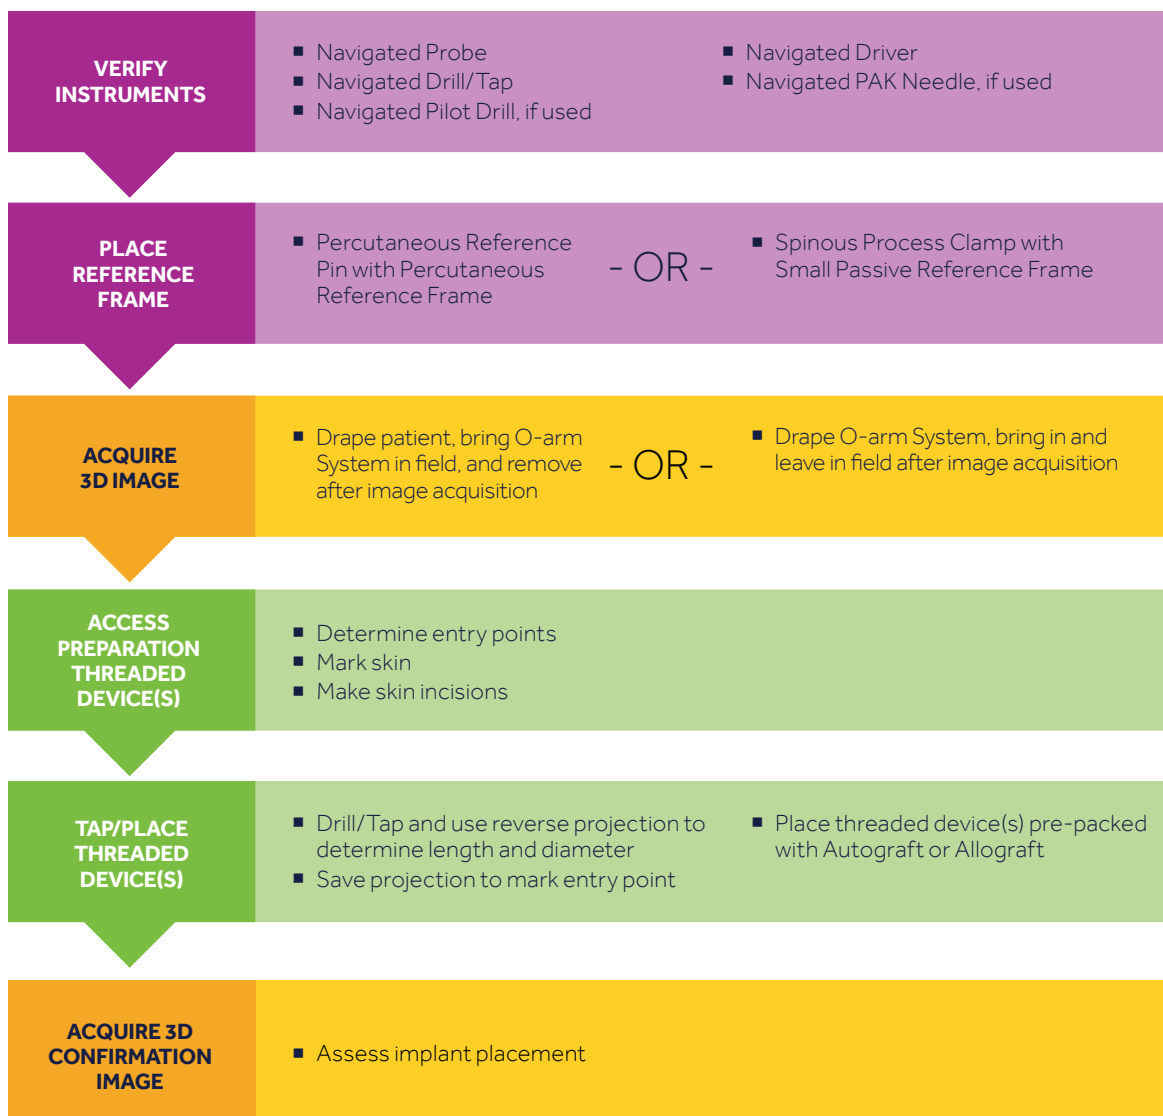 VERIFY
INSTRUMENTS
■ Navigated Probe
■ Navigated Drill/Tap
■ Navigated Pilot Drill, if used
■ Navigated Driver
■ Navigated PAK Needle, if used
PLACE
REFERENCE
FRAME
■ Percutaneous Reference
Pin with Percutaneous
Reference Frame
- OR -
■ Spinous Process Clamp with
Small Passive Reference Frame
ACQUIRE
3D IMAGE
■ Drape patient, bring O-arm
System in field, and remove
after image acquisition
- OR -
■ Drape O-arm System, bring in and
leave in field after image acquisition
ACCESS
PREPARATION
THREADED
DEVICE(S)
■ Determine entry points
■ Mark skin
■ Make skin incisions
TAP/PLACE
THREADED
DEVICE(S)
■ Drill/Tap and use reverse projection to
determine length and diameter
■ Save projection to mark entry point
■ Place threaded device(s) pre-packed
with Autograft or Allograft
ACQUIRE 3D
CONFIRMATION
IMAGE
■ Assess implant placement